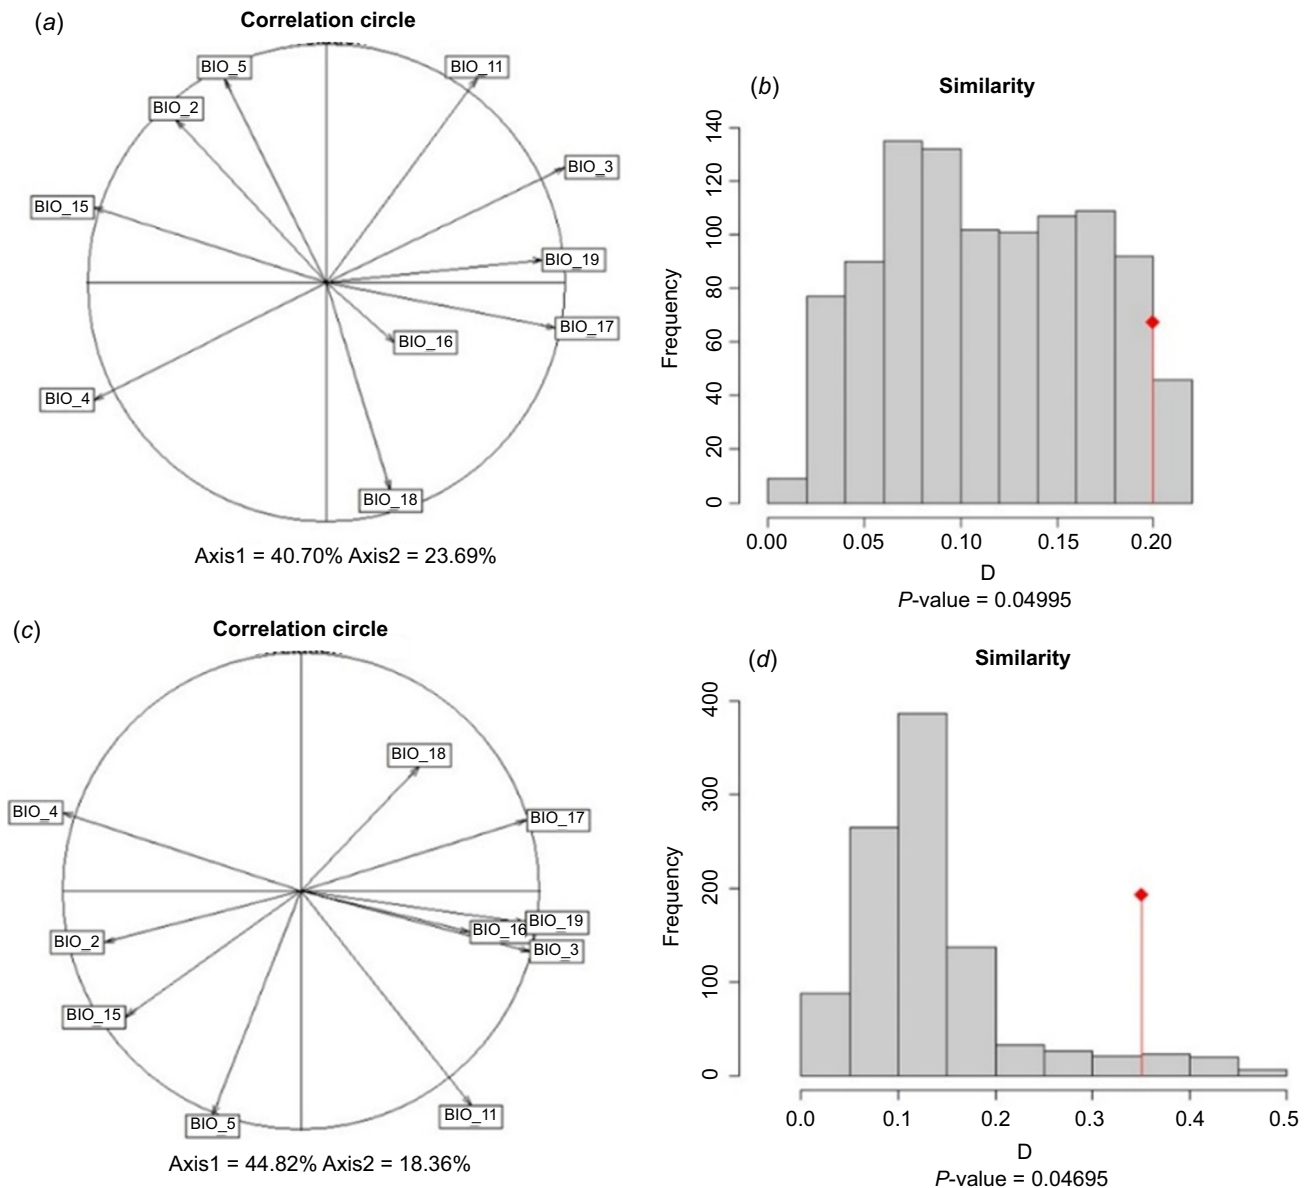 (a)
Correlation circle
BIO_5
BIO_11
BIO_2
BIO_3
BIO_15
BIO_19
BIO_17
BIO_16
BIO_4
BIO_18
Axis1 = 40.70% Axis2 = 23.69%
(b)
Similarity
140
120
100
80
60
40
20
0
Frequency
0.00 0.05 0.10 0.15 0.20
D
P-value = 0.04995
(c)
Correlation circle
BIO_18
BIO_4
BIO_17
BIO_19
BIO_16
BIO_2
BIO_3
BIO_15
BIO_11
BIO_5
Axis1 = 44.82% Axis2 = 18.36%
(d)
Similarity
400
300
200
100
0
Frequency
0.0 0.1 0.2 0.3 0.4 0.5
D
P-value = 0.04695